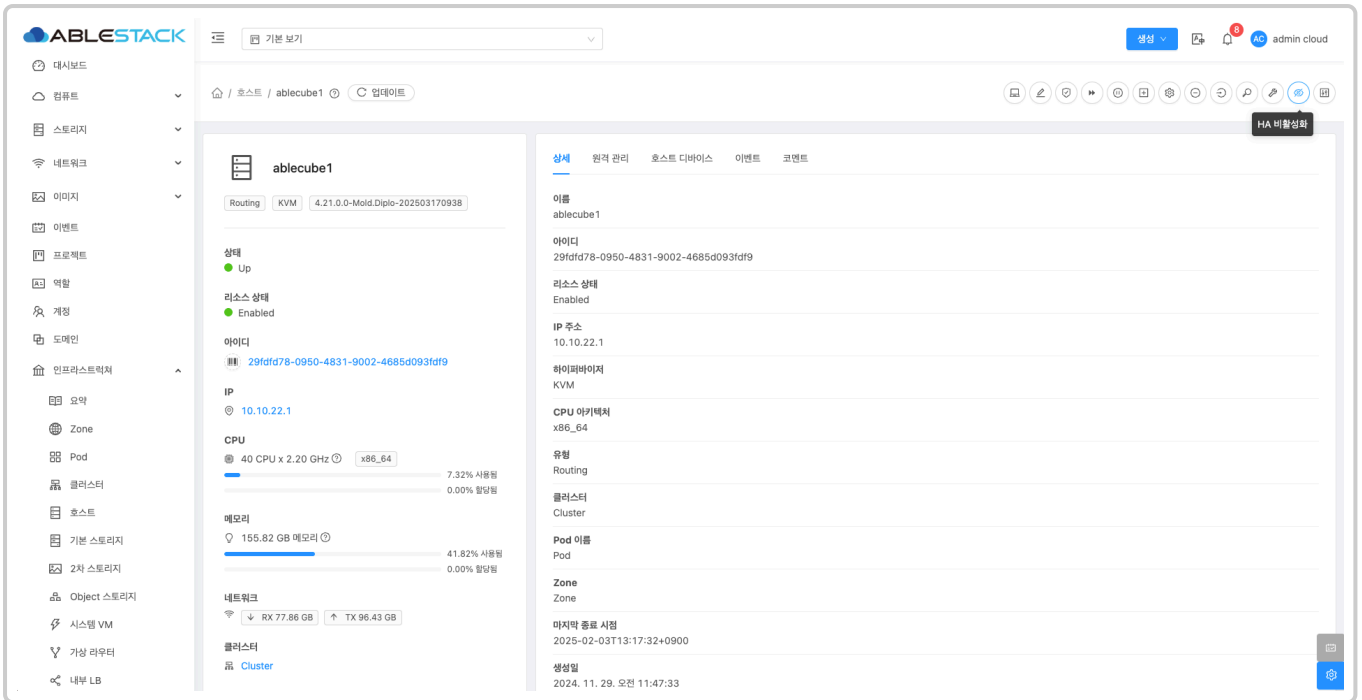 ABLESTACK
기본 보기
생성
8
AC
admin cloud
대시보드
컴퓨트
스토리지
네트워크
이미지
이벤트
프로젝트
역할
계정
도메인
인프라스트럭쳐
요약
Zone
Pod
클러스터
호스트
기본 스토리지
2차 스토리지
Object 스토리지
시스템 VM
가상 라우터
내부 LB
/ 호스트 / ablecube1
업데이트
HA 비활성화
ablecube1
Routing
KVM
4.21.0.0-Mold.Diplo-202503170938
상태
Up
리소스 상태
Enabled
아이디
29fdfd78-0950-4831-9002-4685d093fdf9
IP
10.10.22.1
CPU
40 CPU x 2.20 GHz
x86_64
7.32% 사용됨
0.00% 할당됨
메모리
155.82 GB 메모리
41.82% 사용됨
0.00% 할당됨
네트워크
RX 77.86 GB
TX 96.43 GB
클러스터
Cluster
상세
원격 관리
호스트 디바이스
이벤트
코멘트
이름
ablecube1
아이디
29fdfd78-0950-4831-9002-4685d093fdf9
리소스 상태
Enabled
IP 주소
10.10.22.1
하이퍼바이저
KVM
CPU 아키텍처
x86_64
유형
Routing
클러스터
Cluster
Pod 이름
Pod
Zone
Zone
마지막 종료 시점
2025-02-03T13:17:32+0900
생성일
2024. 11. 29. 오전 11:47:33